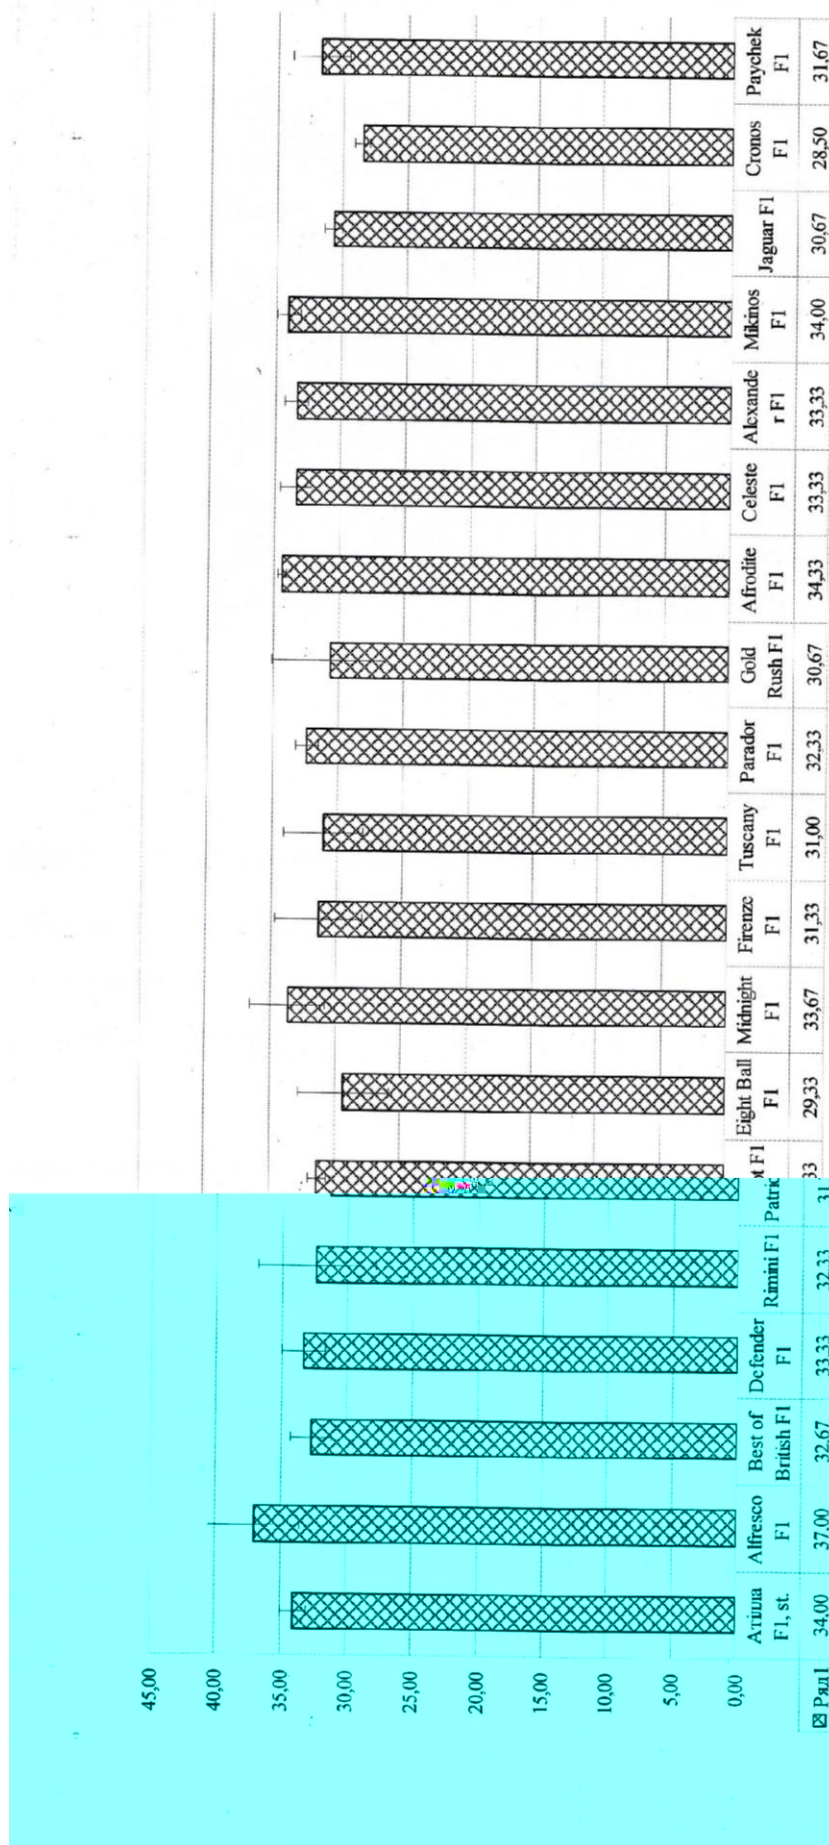 45,00
40,00
35,00
30,00
25,00
20,00
15,00
10,00
5,00
0,00
Атілла
F1, st.
Alfresco
F1
Best of
British F1
Defender
F1
Rimini F1
F1
Eight Ball
F1
Midnight
F1
Firenze
F1
Tuscany
F1
Parador
F1
Gold
Rush F1
Afrodite
F1
Celeste
F1
Alexande
r F1
Mikinos
F1
Jaguar F1
Cronos
F1
Paychek
F1
Ряд1 34,00 37,00 32,67 33,33 32,33 31 33 29,33 33,67 31,33 31,00 32,33 30,67 34,33 33,33 33,33 34,00 30,67 28,50 31,67